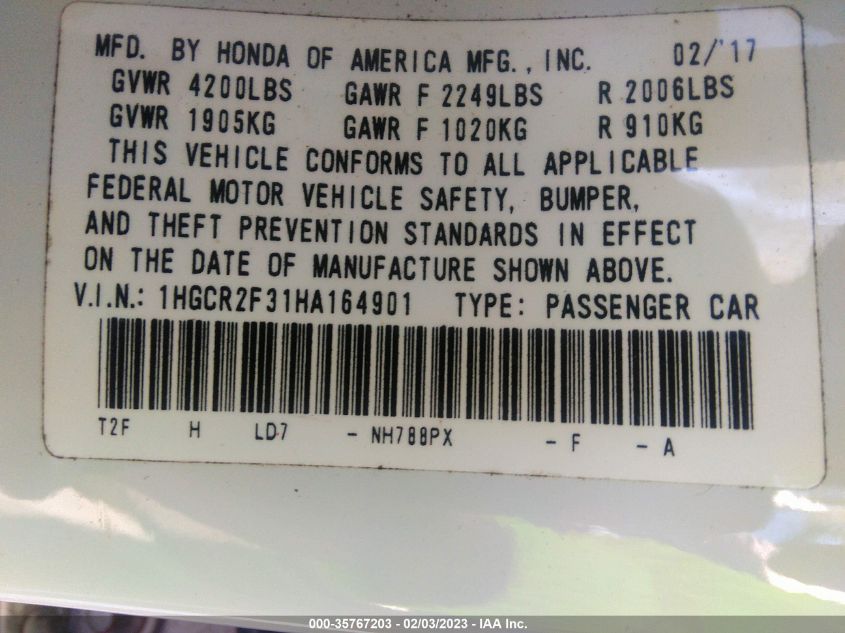 MFD. BY HONDA OF AMERICA MFG., INC. 02/'17
GVWR 4200LBS GAWR F 2249LBS R 2006LBS
GVWR 1905KG GAWR F 1020KG R 910KG
THIS VEHICLE CONFORMS TO ALL APPLICABLE
FEDERAL MOTOR VEHICLE SAFETY, BUMPER,
AND THEFT PREVENTION STANDARDS IN EFFECT
ON THE DATE OF MANUFACTURE SHOWN ABOVE.
V.I.N.: 1HGCR2F31HA164901 TYPE: PASSENGER CAR
T2F H LD7 - NH788PX - F - A
000-35767203 - 02/03/2023 - IAA Inc.